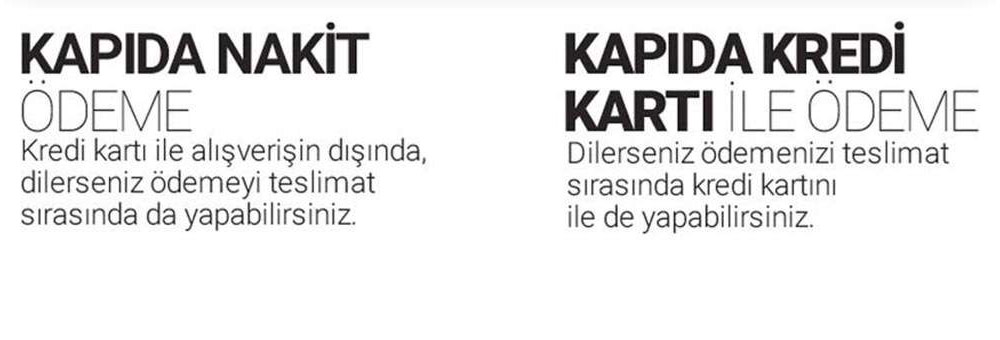 KAPIDA NAKİT
ÖDEME
Kredi kartı ile alışverişin dışında,
dilerseniz ödemeyi teslimat
sırasında da yapabilirsiniz.
KAPIDA KREDİ
KARTI İLE ÖDEME
Dilerseniz ödemenizi teslimat
sırasında kredi kartını
ile de yapabilirsiniz.